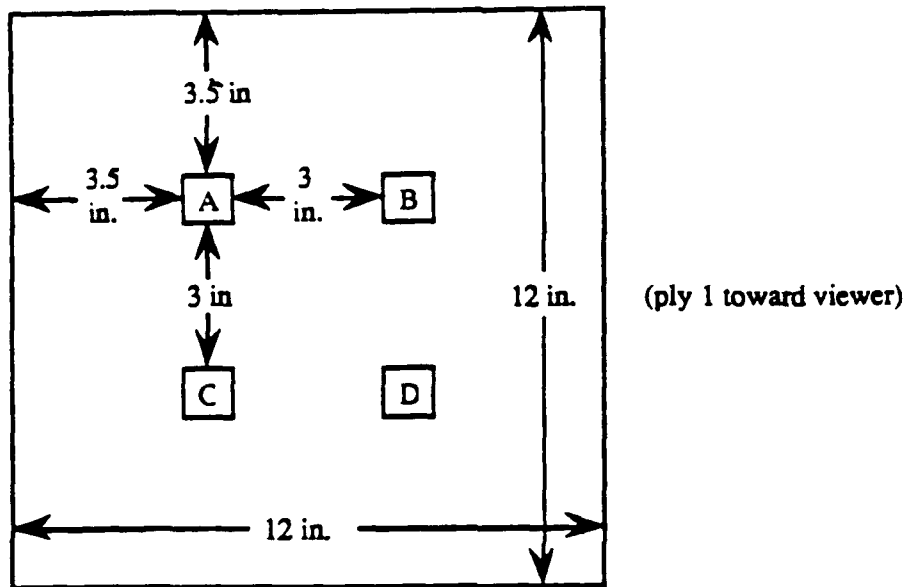 3.5 in
3.5
in.
A
3
in.
B
3 in
12 in.
(ply 1 toward viewer)
C
D
12 in.